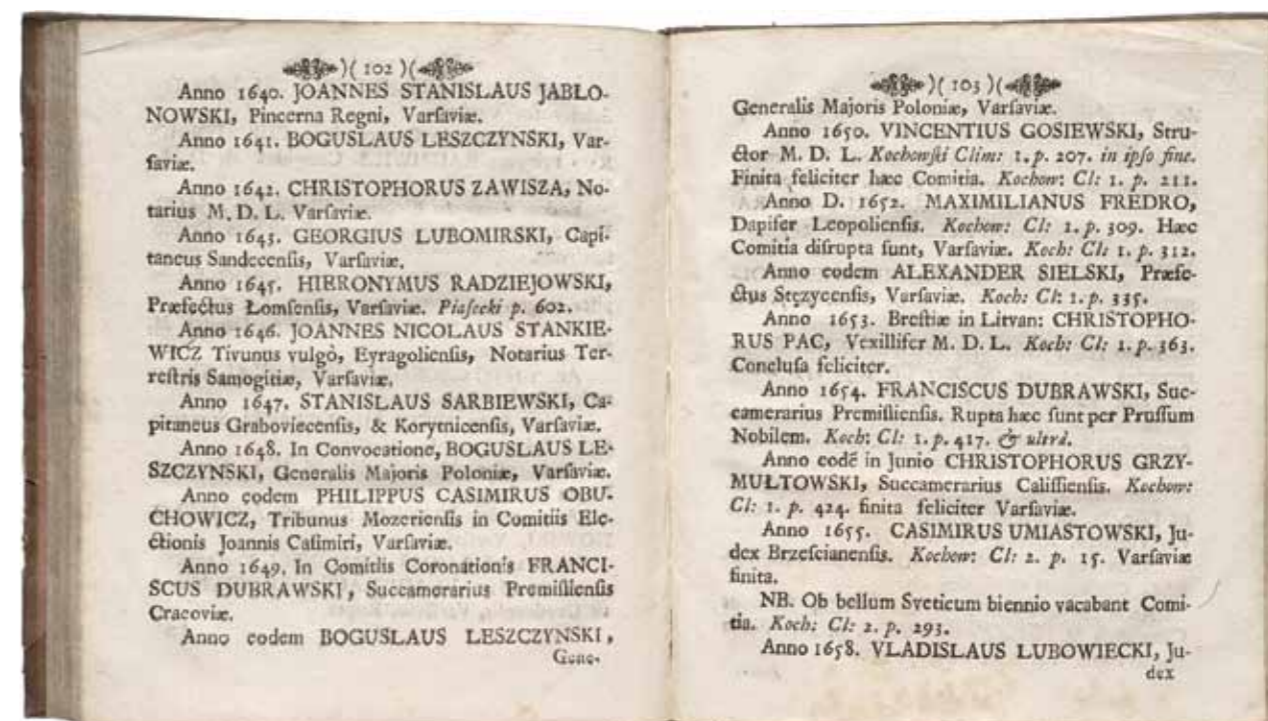 )( 102 )(
Anno 1640. JOANNES STANISLAUS JABLO-
NOWSKI, Pincerna Regni, Varſaviæ.
Anno 1641. BOGUSLAUS LESZCZYNSKI, Var-
ſaviæ.
Anno 1642. CHRISTOPHORUS ZAWISZA, No-
tarius M. D. L. Varſaviæ.
Anno 1643. GEORGIUS LUBOMIRSKI, Capi-
taneus Sandecenſis, Varſaviæ.
Anno 1645. HIERONYMUS RADZIEJOWSKI,
Præfectus Łomſenſis, Varſaviæ. Piaſecki p. 602.
Anno 1646. JOANNES NICOLAUS STANKIE-
WICZ Tivunus vulgò, Eyragolienſis, Notarius Ter-
reſtris Samogitiæ, Varſaviæ.
Anno 1647. STANISLAUS SARBIEWSKI, Ca-
pitaneus Graboviecenſis, & Korytnicenſis, Varſaviæ.
Anno 1648. In Convocatione, BOGUSLAUS LE-
SZCZYNSKI, Generalis Majoris Poloniæ, Varſaviæ.
Anno eodem PHILIPPUS CASIMIRUS OBU-
CHOWICZ, Tribunus Mozerienſis in Comitiis Ele-
ctionis Joannis Caſimiri, Varſaviæ.
Anno 1649. In Comitiis Coronationis FRANCI-
SCUS DUBRAWSKI, Succamerarius Premiſlienſis
Cracoviæ.
Anno eodem BOGUSLAUS LESZCZYNSKI,
Gene-
)( 103 )(
Generalis Majoris Poloniæ, Varſaviæ.
Anno 1650. VINCENTIUS GOSIEWSKI, Stru-
ctor M. D. L. Kochowſki Clim: 1. p. 207. in ipſo fine.
Finita feliciter hæc Comitia. Kochow: Cl: 1. p. 211.
Anno D. 1652. MAXIMILIANUS FREDRO,
Dapifer Leopolienſis. Kochow: Cl: 1. p. 309. Hæc
Comitia diſrupta ſunt, Varſaviæ. Koch: Cl: 1. p. 312.
Anno eodem ALEXANDER SIELSKI, Præfe-
ctus Stęzycenſis, Varſaviæ. Koch: Cl: 1. p. 335.
Anno 1653. Breſtiæ in Litvan: CHRISTOPHO-
RUS PAC, Vexillifer M. D. L. Koch: Cl: 1. p. 363.
Concluſa feliciter.
Anno 1654. FRANCISCUS DUBRAWSKI, Suc-
camerarius Premiſlienſis. Rupta hæc ſunt per Pruſſum
Nobilem. Koch: Cl: 1. p. 417. & ultrà.
Anno codē in Junio CHRISTOPHORUS GRZY-
MUŁTOWSKI, Succamerarius Caliſſienſis. Kochow:
Cl: 1. p. 424. finita feliciter Varſaviæ.
Anno 1655. CASIMIRUS UMIASTOWSKI, Ju-
dex Brzeſcianenſis. Kochow: Cl: 2. p. 15. Varſaviæ
finita.
NB. Ob bellum Sveticum biennio vacabant Comi-
tia. Koch: Cl: 2. p. 293.
Anno 1658. VLADISLAUS LUBOWIECKI, Ju-
dex